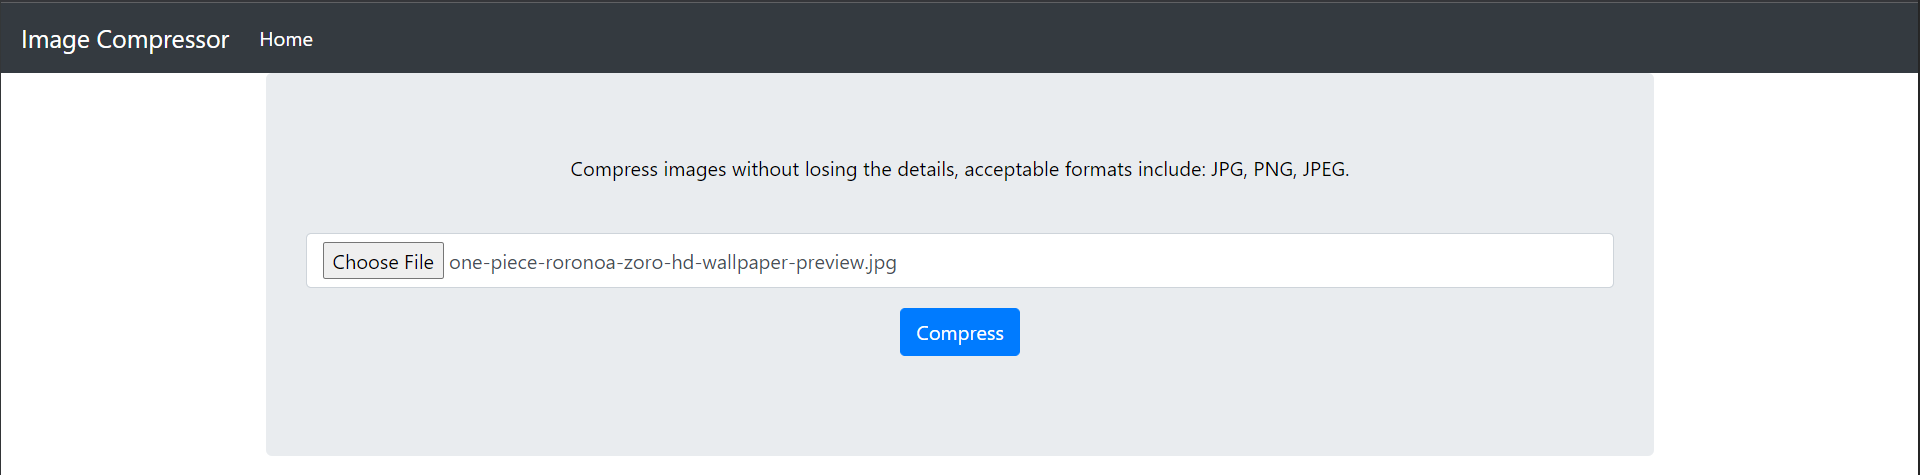 Image Compressor Home
Compress images without losing the details, acceptable formats include: JPG, PNG, JPEG.
Choose File one-piece-roronoa-zoro-hd-wallpaper-preview.jpg
Compress